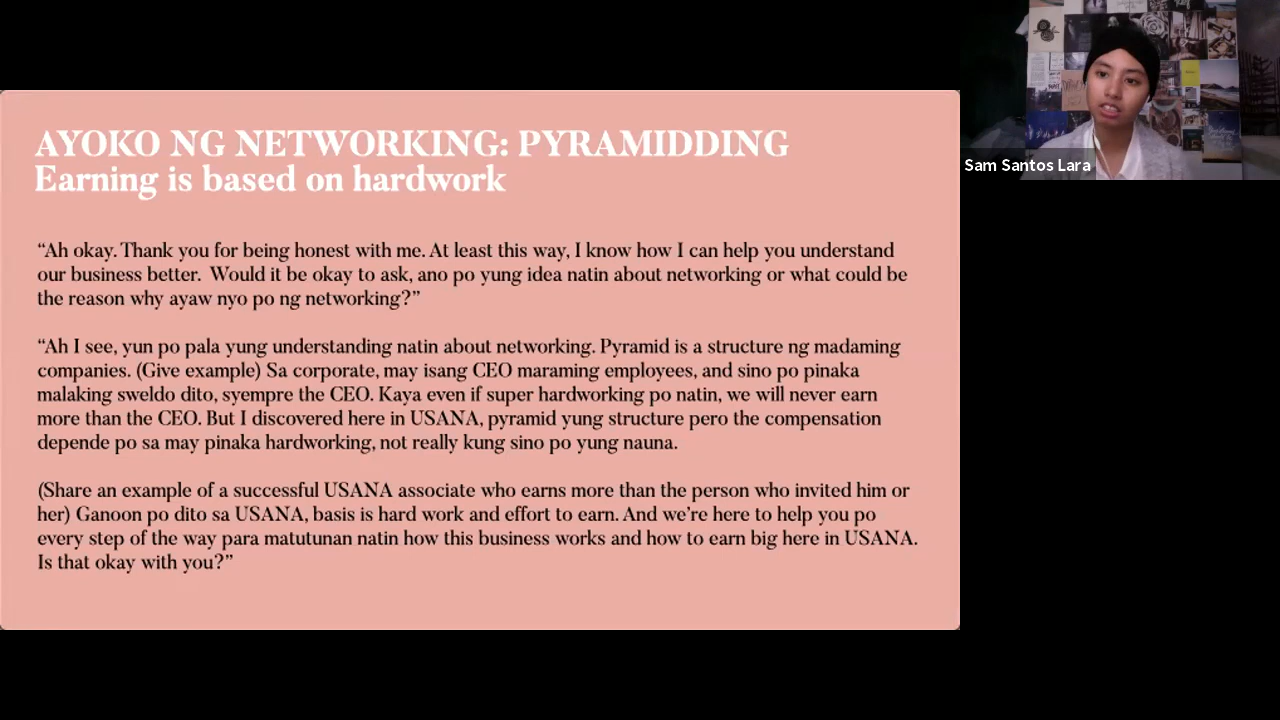 AYOKO NG NETWORKING: PYRAMIDDING
Earning is based on hardwork
“Ah okay. Thank you for being honest with me. At least this way, I know how I can help you understand
our business better. Would it be okay to ask, ano po yung idea natin about networking or what could be
the reason why ayaw nyo po ng networking?”
“Ah I see, yun po pala yung understanding natin about networking. Pyramid is a structure ng madaming
companies. (Give example) Sa corporate, may isang CEO maraming employees, and sino po pinaka
malaking sweldo dito, syempre the CEO. Kaya even if super hardworking po natin, we will never earn
more than the CEO. But I discovered here in USANA, pyramid yung structure pero the compensation
depende po sa may pinaka hardworking, not really kung sino po yung nauna.
(Share an example of a successful USANA associate who earns more than the person who invited him or
her) Ganoon po dito sa USANA, basis is hard work and effort to earn. And we’re here to help you po
every step of the way para matutunan natin how this business works and how to earn big here in USANA.
Is that okay with you?”
Sam Santos Lara